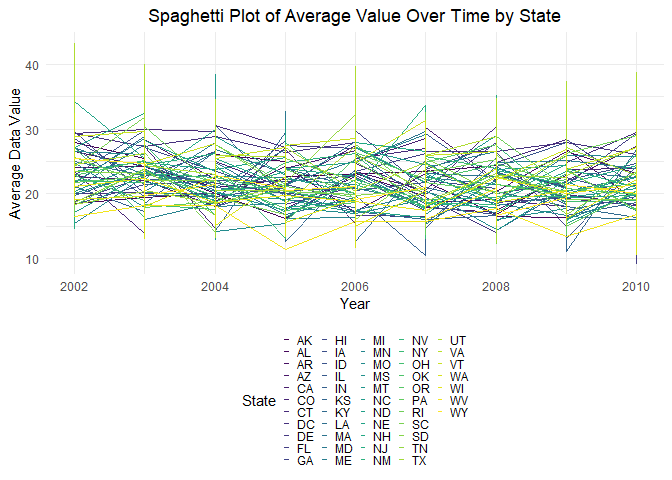 Spaghetti Plot of Average Value Over Time by State
Average Data Value
40
30
20
10
2002 2004 2006 2008 2010
Year
State
AK HI MI NV UT
AL IA MN NY VA
AR ID MO OH VT
AZ IL MS OK WA
CA IN MT OR WI
CO KS NC PA WV
CT KY ND RI WY
DC LA NE SC
DE MA NH SD
FL MD NJ TN
GA ME NM TX